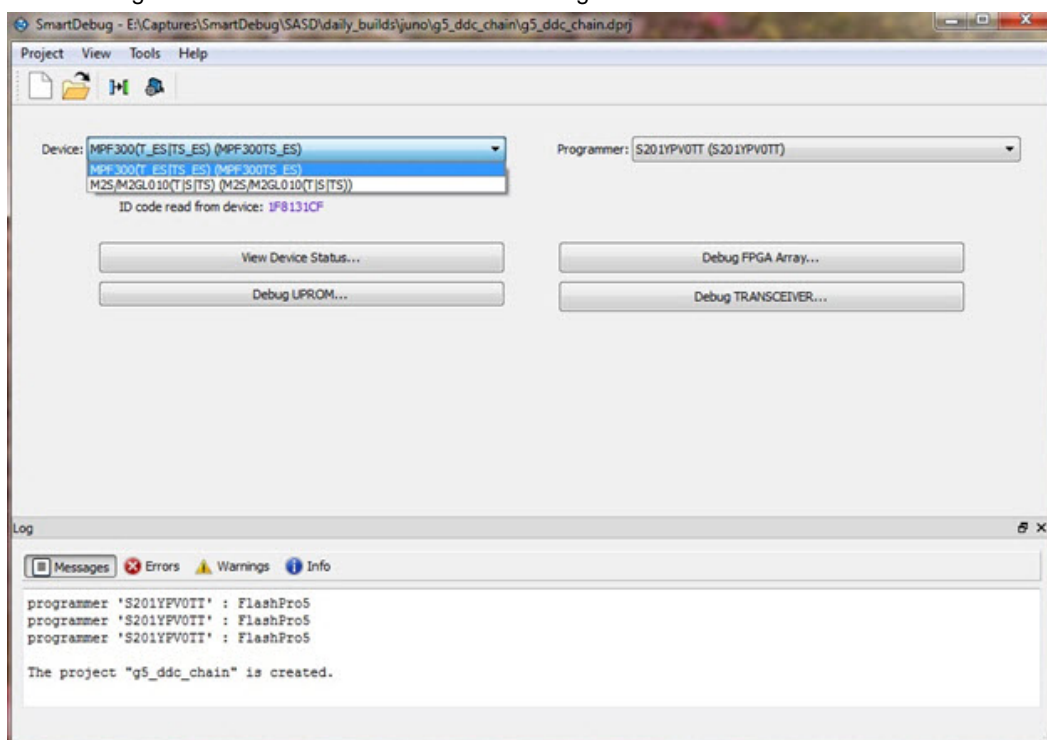 SmartDebug - E:\Captures\SmartDebug\SASD\daily_builds\juno\g5_ddc_chain\g5_ddc_chain.dprj
Project View Tools Help
Device: MPF300(T_ES|TS_ES) (MPF300TS_ES) Programmer: S201YPV0TT (S201YPV0TT)
MPF300(T_ES|TS_ES) (MPF300TS_ES)
M2S/M2GL010(T|S|TS) (M2S/M2GL010(T|S|TS))
ID code read from device: 1F8131CF
View Device Status... Debug FPGA Array...
Debug UPROM... Debug TRANSCEIVER...
Log
Messages Errors Warnings Info
programmer 'S201YPV0TT' : FlashPro5
programmer 'S201YPV0TT' : FlashPro5
programmer 'S201YPV0TT' : FlashPro5
The project "g5_ddc_chain" is created.